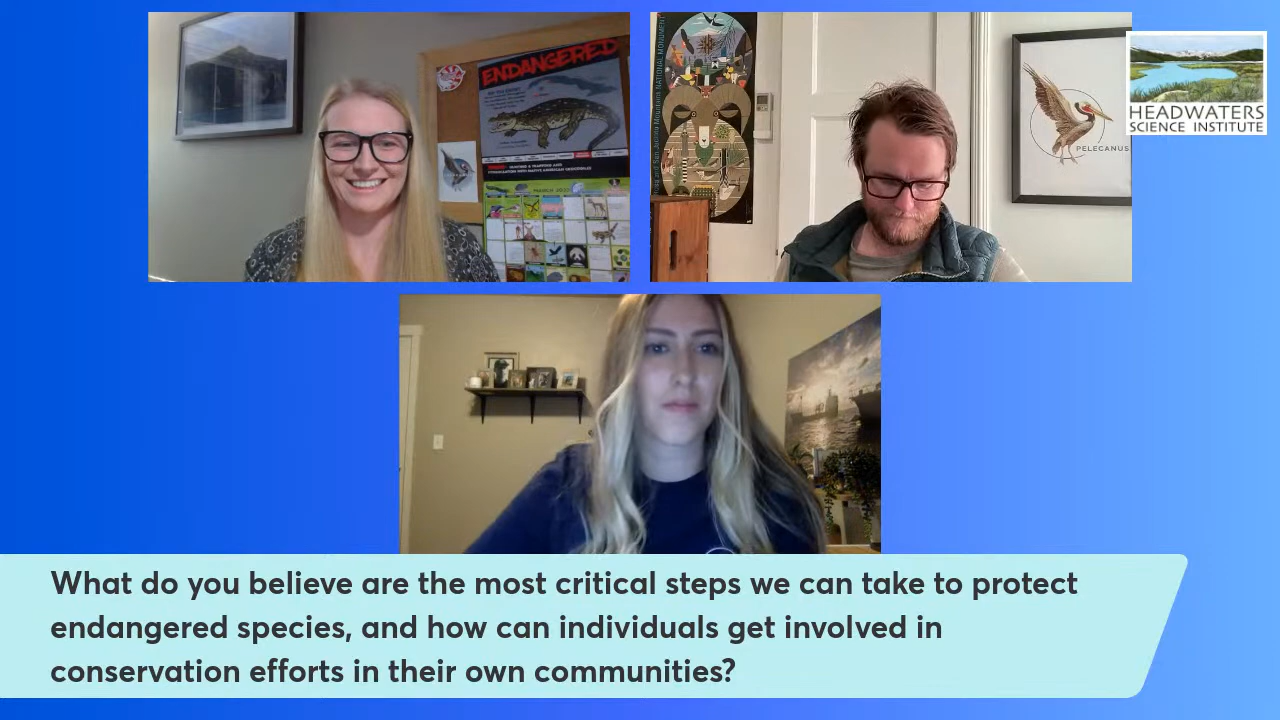 ENDANGERED
MARCH
PELECANUS
HEADWATERS
SCIENCE INSTITUTE
What do you believe are the most critical steps we can take to protect
endangered species, and how can individuals get involved in
conservation efforts in their own communities?